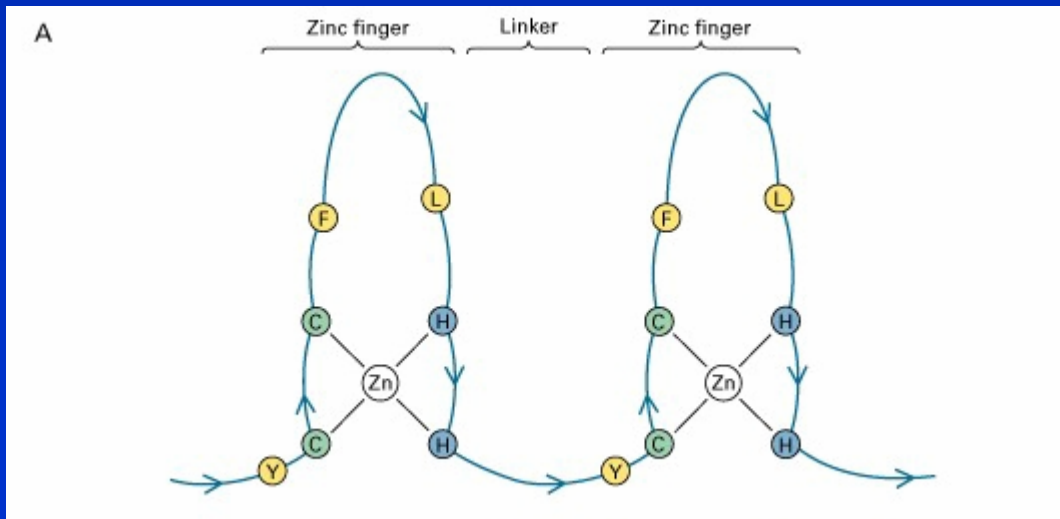 A
Zinc finger Linker Zinc finger
L L
F F
C H C H
Zn Zn
C H C H
Y Y